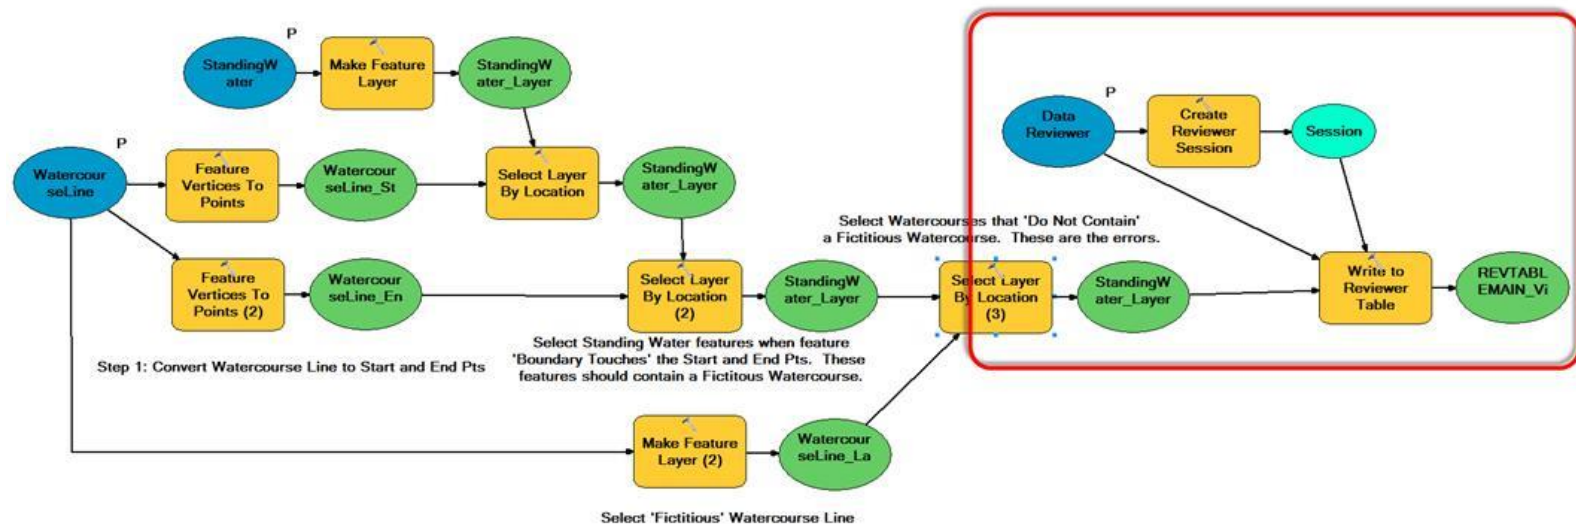 P
StandingW
ater
Make Feature
Layer
StandingW
ater_Layer
P
Data
Reviewer
Create
Reviewer
Session
Session
P
Watercour
seLine
Feature
Vertices To
Points
Watercour
seLine_St
Select Layer
By Location
StandingW
ater_Layer
Select Watercourses that 'Do Not Contain'
a Fictitious Watercourse. These are the errors.
Feature
Vertices To
Points (2)
Watercour
seLine_En
Select Layer
By Location
(2)
StandingW
ater_Layer
Select Layer
By Location
(3)
StandingW
ater_Layer
Write to
Reviewer
Table
REVTABL
EMAIN_Vi
Step 1: Convert Watercourse Line to Start and End Pts
Select Standing Water features when feature
'Boundary Touches' the Start and End Pts. These
features should contain a Fictitous Watercourse.
Make Feature
Layer (2)
Watercour
seLine_La
Select 'Fictitious' Watercourse Line